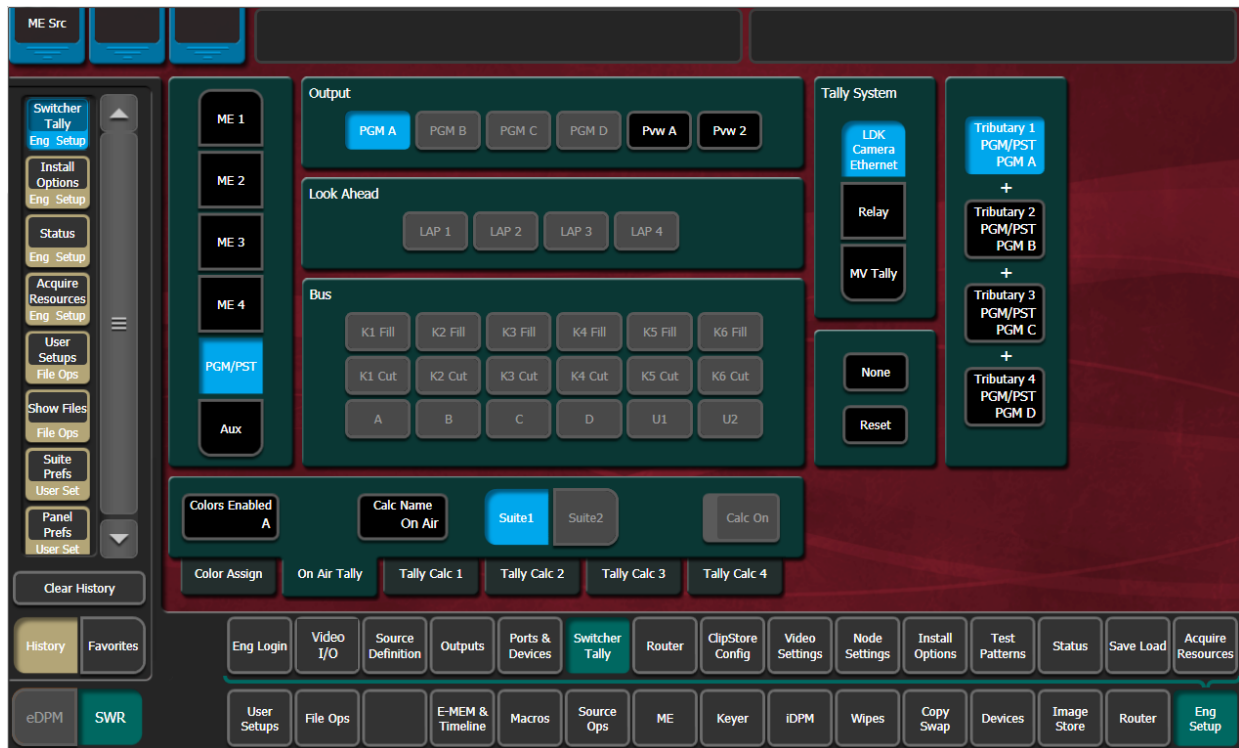 ME Src
Switcher
Tally
Eng Setup
Install
Options
Eng Setup
Status
Eng Setup
Acquire
Resources
Eng Setup
User
Setups
File Ops
Show Files
File Ops
Suite
Prefs
User Set
Panel
Prefs
User Set
Clear History
History Favorites
eDPM SWR
ME 1
ME 2
ME 3
ME 4
PGM/PST
Aux
Output
PGM A PGM B PGM C PGM D Pvw A Pvw 2
Look Ahead
LAP 1 LAP 2 LAP 3 LAP 4
Bus
K1 Fill K2 Fill K3 Fill K4 Fill K5 Fill K6 Fill
K1 Cut K2 Cut K3 Cut K4 Cut K5 Cut K6 Cut
A B C D U1 U2
Tally System
LDK
Camera
Ethernet
Relay
MV Tally
None
Reset
Tributary 1
PGM/PST
PGM A
+
Tributary 2
PGM/PST
PGM B
+
Tributary 3
PGM/PST
PGM C
+
Tributary 4
PGM/PST
PGM D
Colors Enabled
A
Calc Name
On Air
Suite1 Suite2
Calc On
Color Assign On Air Tally Tally Calc 1 Tally Calc 2 Tally Calc 3 Tally Calc 4
Eng Login
Video
I/O
Source
Definition
Outputs
Ports &
Devices
Switcher
Tally
Router
ClipStore
Config
Video
Settings
Node
Settings
Install
Options
Test
Patterns
Status
Save Load
Acquire
Resources
User
Setups
File Ops
E-MEM &
Timeline
Macros
Source
Ops
ME
Keyer
iDPM
Wipes
Copy
Swap
Devices
Image
Store
Router
Eng
Setup